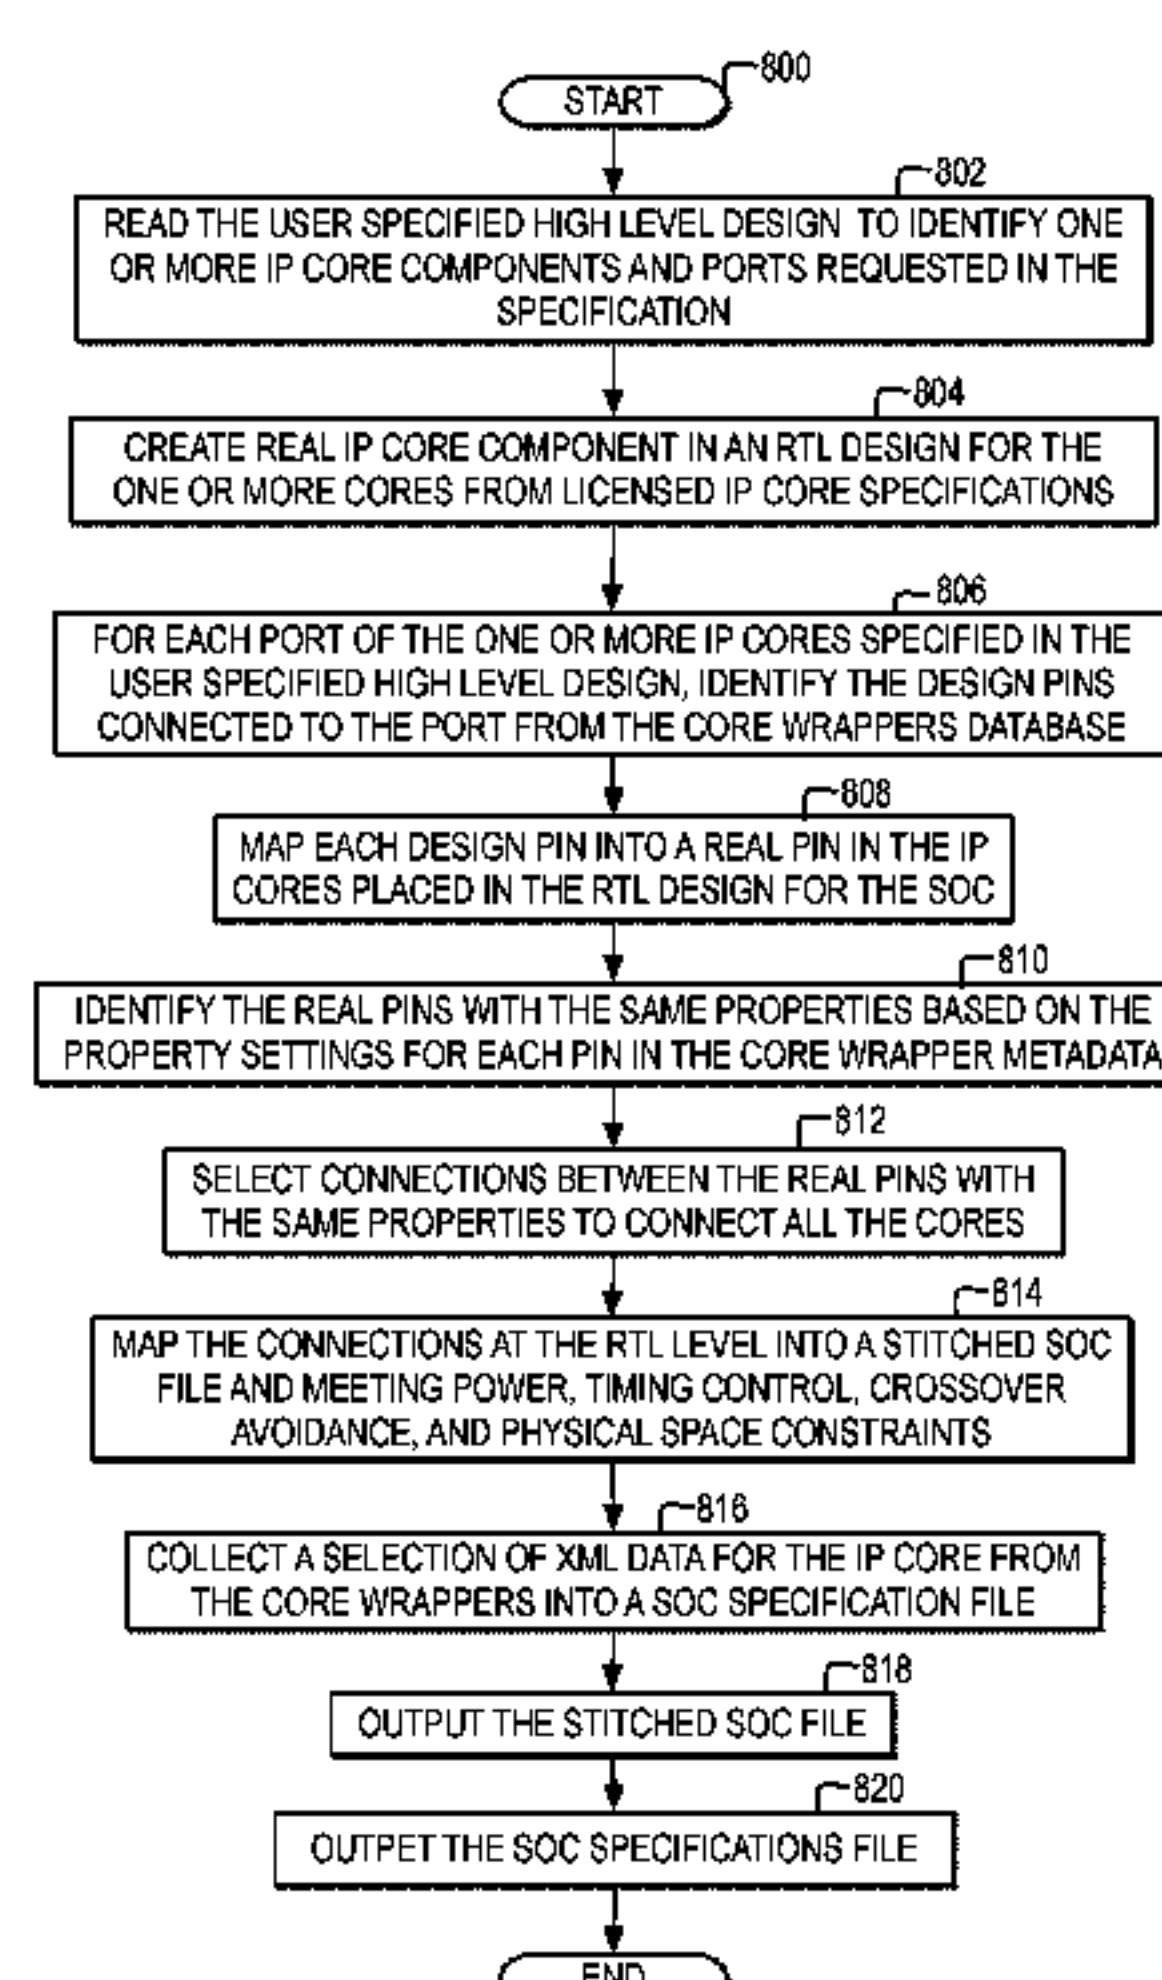 800
START
802
READ THE USER SPECIFIED HIGH LEVEL DESIGN TO IDENTIFY ONE
OR MORE IP CORE COMPONENTS AND PORTS REQUESTED IN THE
SPECIFICATION
804
CREATE REAL IP CORE COMPONENT IN AN RTL DESIGN FOR THE
ONE OR MORE CORES FROM LICENSED IP CORE SPECIFICATIONS
806
FOR EACH PORT OF THE ONE OR MORE IP CORES SPECIFIED IN THE
USER SPECIFIED HIGH LEVEL DESIGN, IDENTIFY THE DESIGN PINS
CONNECTED TO THE PORT FROM THE CORE WRAPPERS DATABASE
808
MAP EACH DESIGN PIN INTO A REAL PIN IN THE IP
CORES PLACED IN THE RTL DESIGN FOR THE SOC
810
IDENTIFY THE REAL PINS WITH THE SAME PROPERTIES BASED ON THE
PROPERTY SETTINGS FOR EACH PIN IN THE CORE WRAPPER METADATA
812
SELECT CONNECTIONS BETWEEN THE REAL PINS WITH
THE SAME PROPERTIES TO CONNECT ALL THE CORES
814
MAP THE CONNECTIONS AT THE RTL LEVEL INTO A STITCHED SOC
FILE AND MEETING POWER, TIMING CONTROL, CROSSOVER
AVOIDANCE, AND PHYSICAL SPACE CONSTRAINTS
816
COLLECT A SELECTION OF XML DATA FOR THE IP CORE FROM
THE CORE WRAPPERS INTO A SOC SPECIFICATION FILE
818
OUTPUT THE STITCHED SOC FILE
820
OUTPET THE SOC SPECIFICATIONS FILE
END